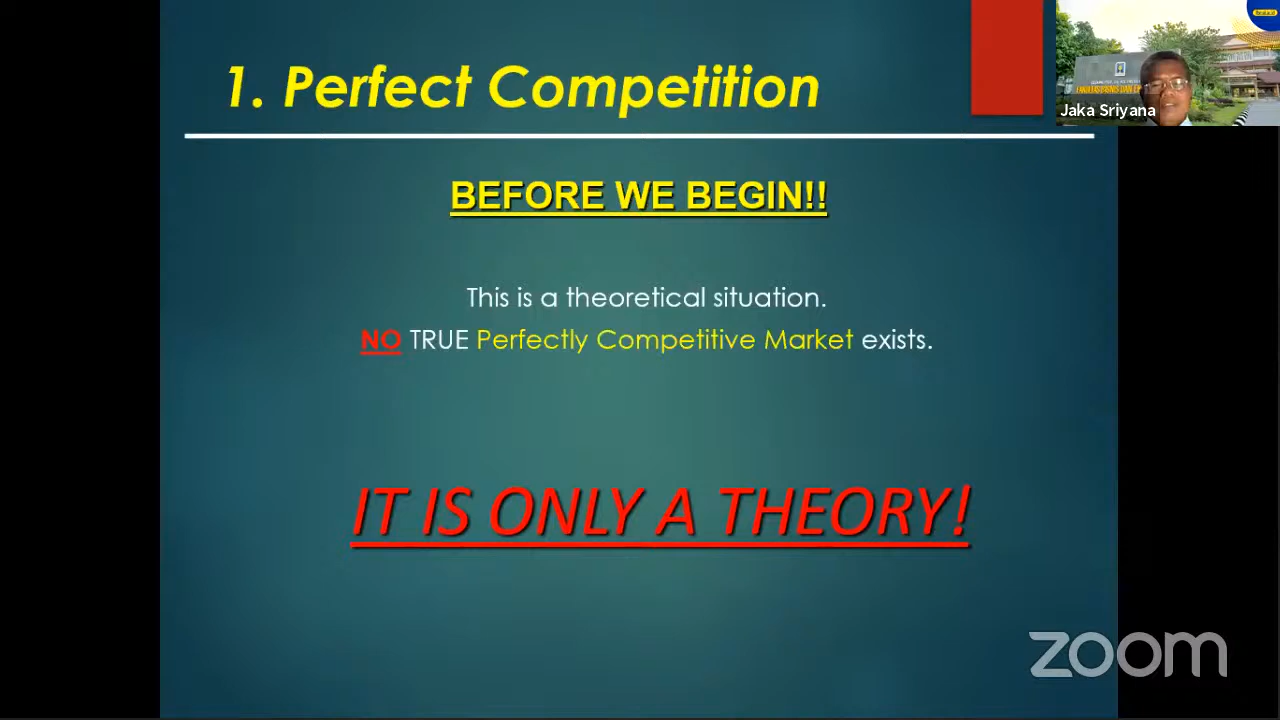 1. Perfect Competition
Jaka Sriyana
BEFORE WE BEGIN!!
This is a theoretical situation.
NO TRUE Perfectly Competitive Market exists.
IT IS ONLY A THEORY!
zoom